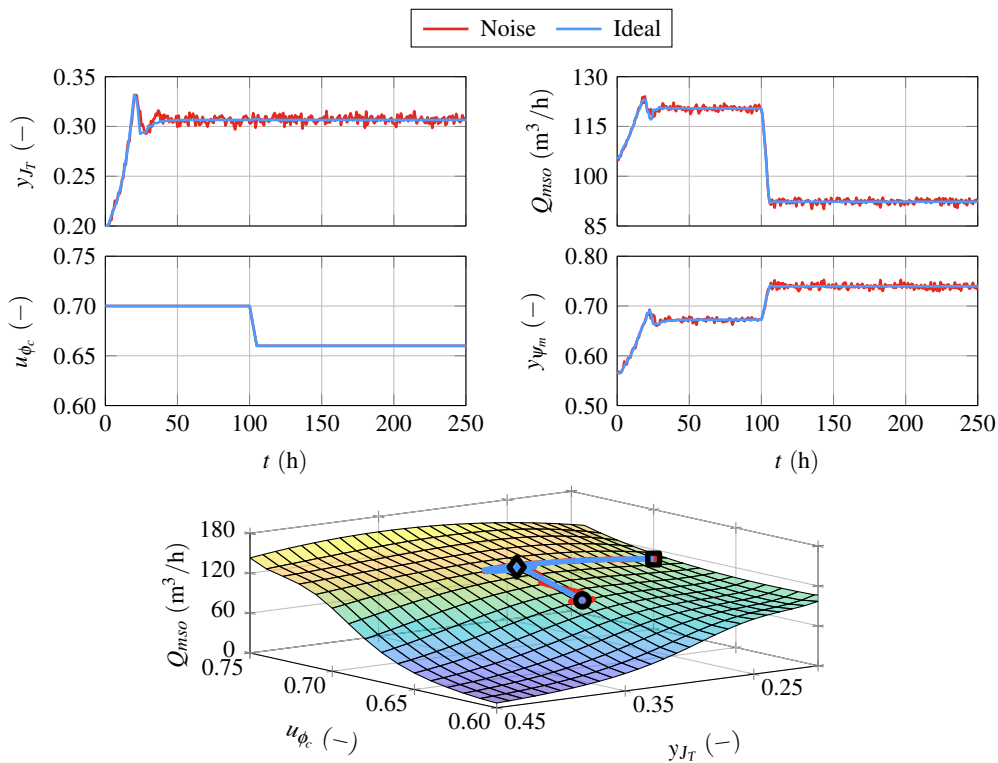 Noise Ideal
0.35
0.30
0.25
0.20
y_{J_T} (−)
130
115
100
85
Q_{mso} (m³/h)
0.75
0.70
0.65
0.60
u_{ϕ_c} (−)
0 50 100 150 200 250
t (h)
0.80
0.70
0.60
0.50
y_{ψ_m} (−)
0 50 100 150 200 250
t (h)
180
120
60
0
Q_{mso} (m³/h)
0.75
0.70
0.65
0.60
u_{ϕ_c} (−)
0.45
0.35
0.25
y_{J_T} (−)